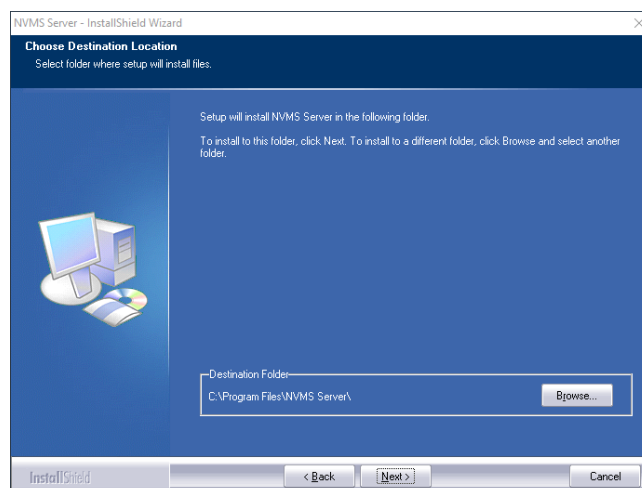 NVMS Server - InstallShield Wizard
Choose Destination Location
Select folder where setup will install files.
Setup will install NVMS Server in the following folder.
To install to this folder, click Next. To install to a different folder, click Browse and select another
folder.
Destination Folder
C:\Program Files\NVMS Server\
Browse...
InstallShield
< Back
Next >
Cancel